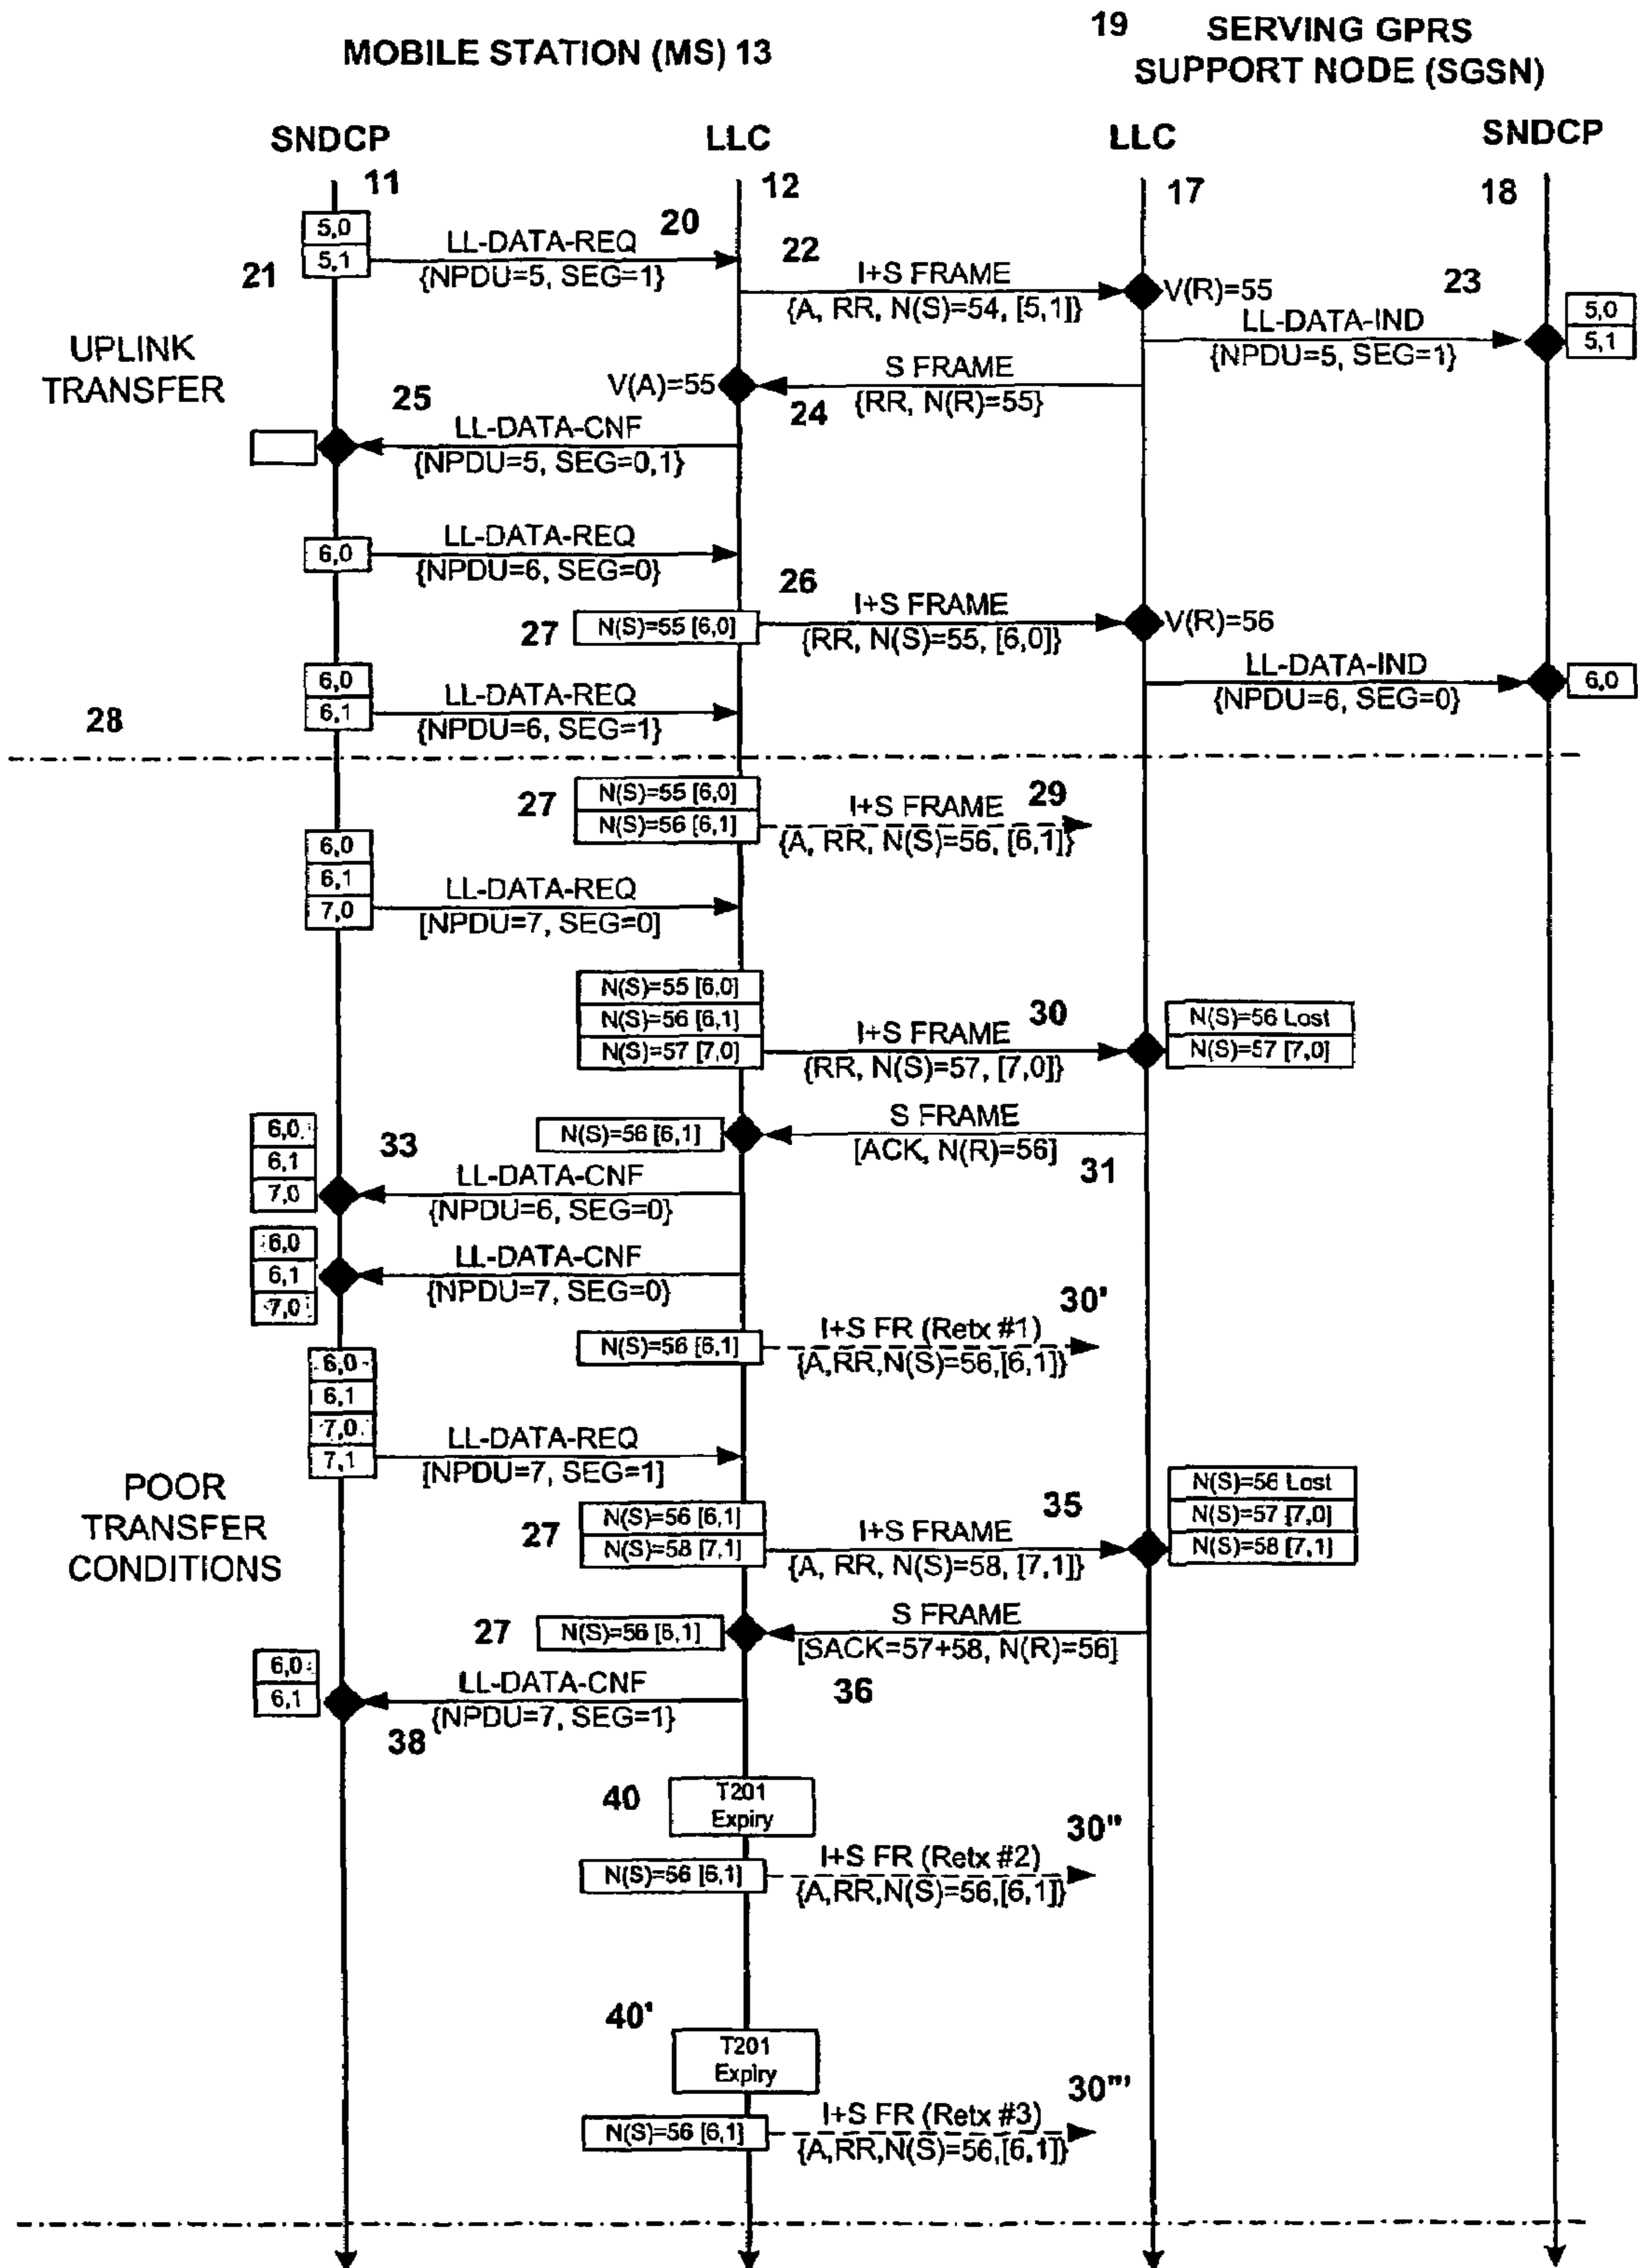 19 SERVING GPRS
MOBILE STATION (MS) 13
SUPPORT NODE (SGSN)
SNDCP
LLC
LLC
SNDCP
11
12
17
18
5,0
5,1
21
LL-DATA-REQ
20
{NPDU=5, SEG=1}
22
I+S FRAME
{A, RR, N(S)=54, [5,1]}
V(R)=55
23
LL-DATA-IND
{NPDU=5, SEG=1}
5,0
5,1
UPLINK
TRANSFER
S FRAME
{RR, N(R)=55}
V(A)=55
24
25
LL-DATA-CNF
{NPDU=5, SEG=0,1}
6,0
LL-DATA-REQ
{NPDU=6, SEG=0}
26
27
N(S)=55 [6,0]
I+S FRAME
{RR, N(S)=55, [6,0]}
V(R)=56
LL-DATA-IND
{NPDU=6, SEG=0}
6,0
28
6,0
6,1
LL-DATA-REQ
{NPDU=6, SEG=1}
27
N(S)=55 [6,0]
N(S)=56 [6,1]
I+S FRAME
29
{A, RR, N(S)=56, [6,1]}
6,0
6,1
7,0
LL-DATA-REQ
[NPDU=7, SEG=0]
N(S)=55 [6,0]
N(S)=56 [6,1]
N(S)=57 [7,0]
I+S FRAME
30
{RR, N(S)=57, [7,0]}
N(S)=56 Lost
N(S)=57 [7,0]
S FRAME
[ACK, N(R)=56]
31
N(S)=56 [6,1]
6,0
6,1
7,0
33
LL-DATA-CNF
{NPDU=6, SEG=0}
6,0
6,1
7,0
LL-DATA-CNF
{NPDU=7, SEG=0}
30'
N(S)=56 [6,1]
I+S FR (Retx #1)
{A,RR,N(S)=56,[6,1]}
6,0
6,1
7,0
7,1
LL-DATA-REQ
[NPDU=7, SEG=1]
POOR
TRANSFER
CONDITIONS
27
N(S)=56 [6,1]
N(S)=58 [7,1]
35
I+S FRAME
{A, RR, N(S)=58, [7,1]}
N(S)=56 Lost
N(S)=57 [7,0]
N(S)=58 [7,1]
27
N(S)=56 [6,1]
S FRAME
[SACK=57+58, N(R)=56]
36
6,0
6,1
LL-DATA-CNF
{NPDU=7, SEG=1}
38
40
T201
Expiry
30"
N(S)=56 [6,1]
I+S FR (Retx #2)
{A,RR,N(S)=56,[6,1]}
40'
T201
Expiry
30"'
N(S)=56 [6,1]
I+S FR (Retx #3)
{A,RR,N(S)=56,[6,1]}